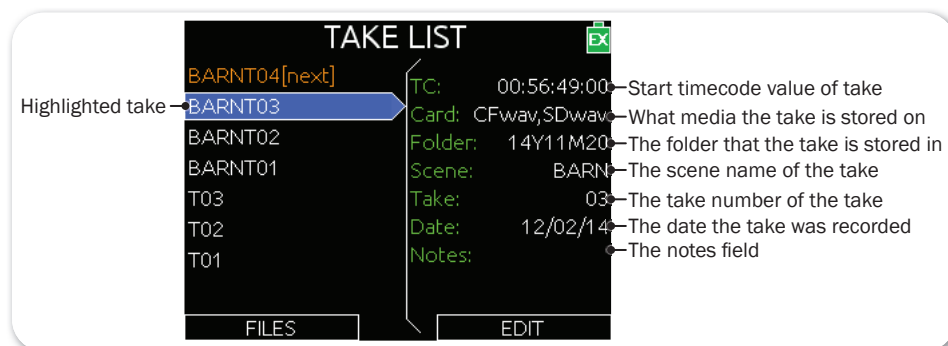 TAKE LIST
EX
BARNT04[next]
BARNT03
BARNT02
BARNT01
T03
T02
T01
TC: 00:56:49:00
Card: CFwav,SDwav
Folder: 14Y11M20
Scene: BARN
Take: 03
Date: 12/02/14
Notes:
FILES
EDIT
Highlighted take
Start timecode value of take
What media the take is stored on
The folder that the take is stored in
The scene name of the take
The take number of the take
The date the take was recorded
The notes field